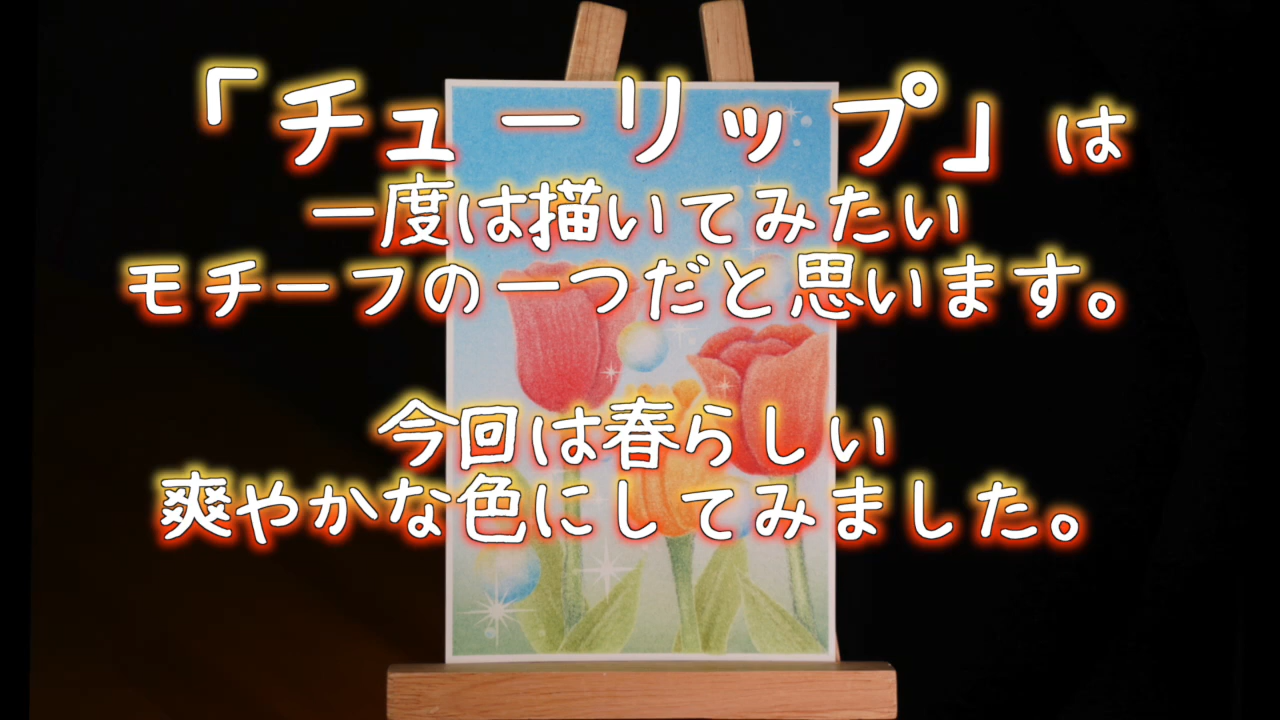 「チューリップ」は
一度は描いてみたい
モチーフの一つだと思います。
今回は春らしい
爽やかな色にしてみました。